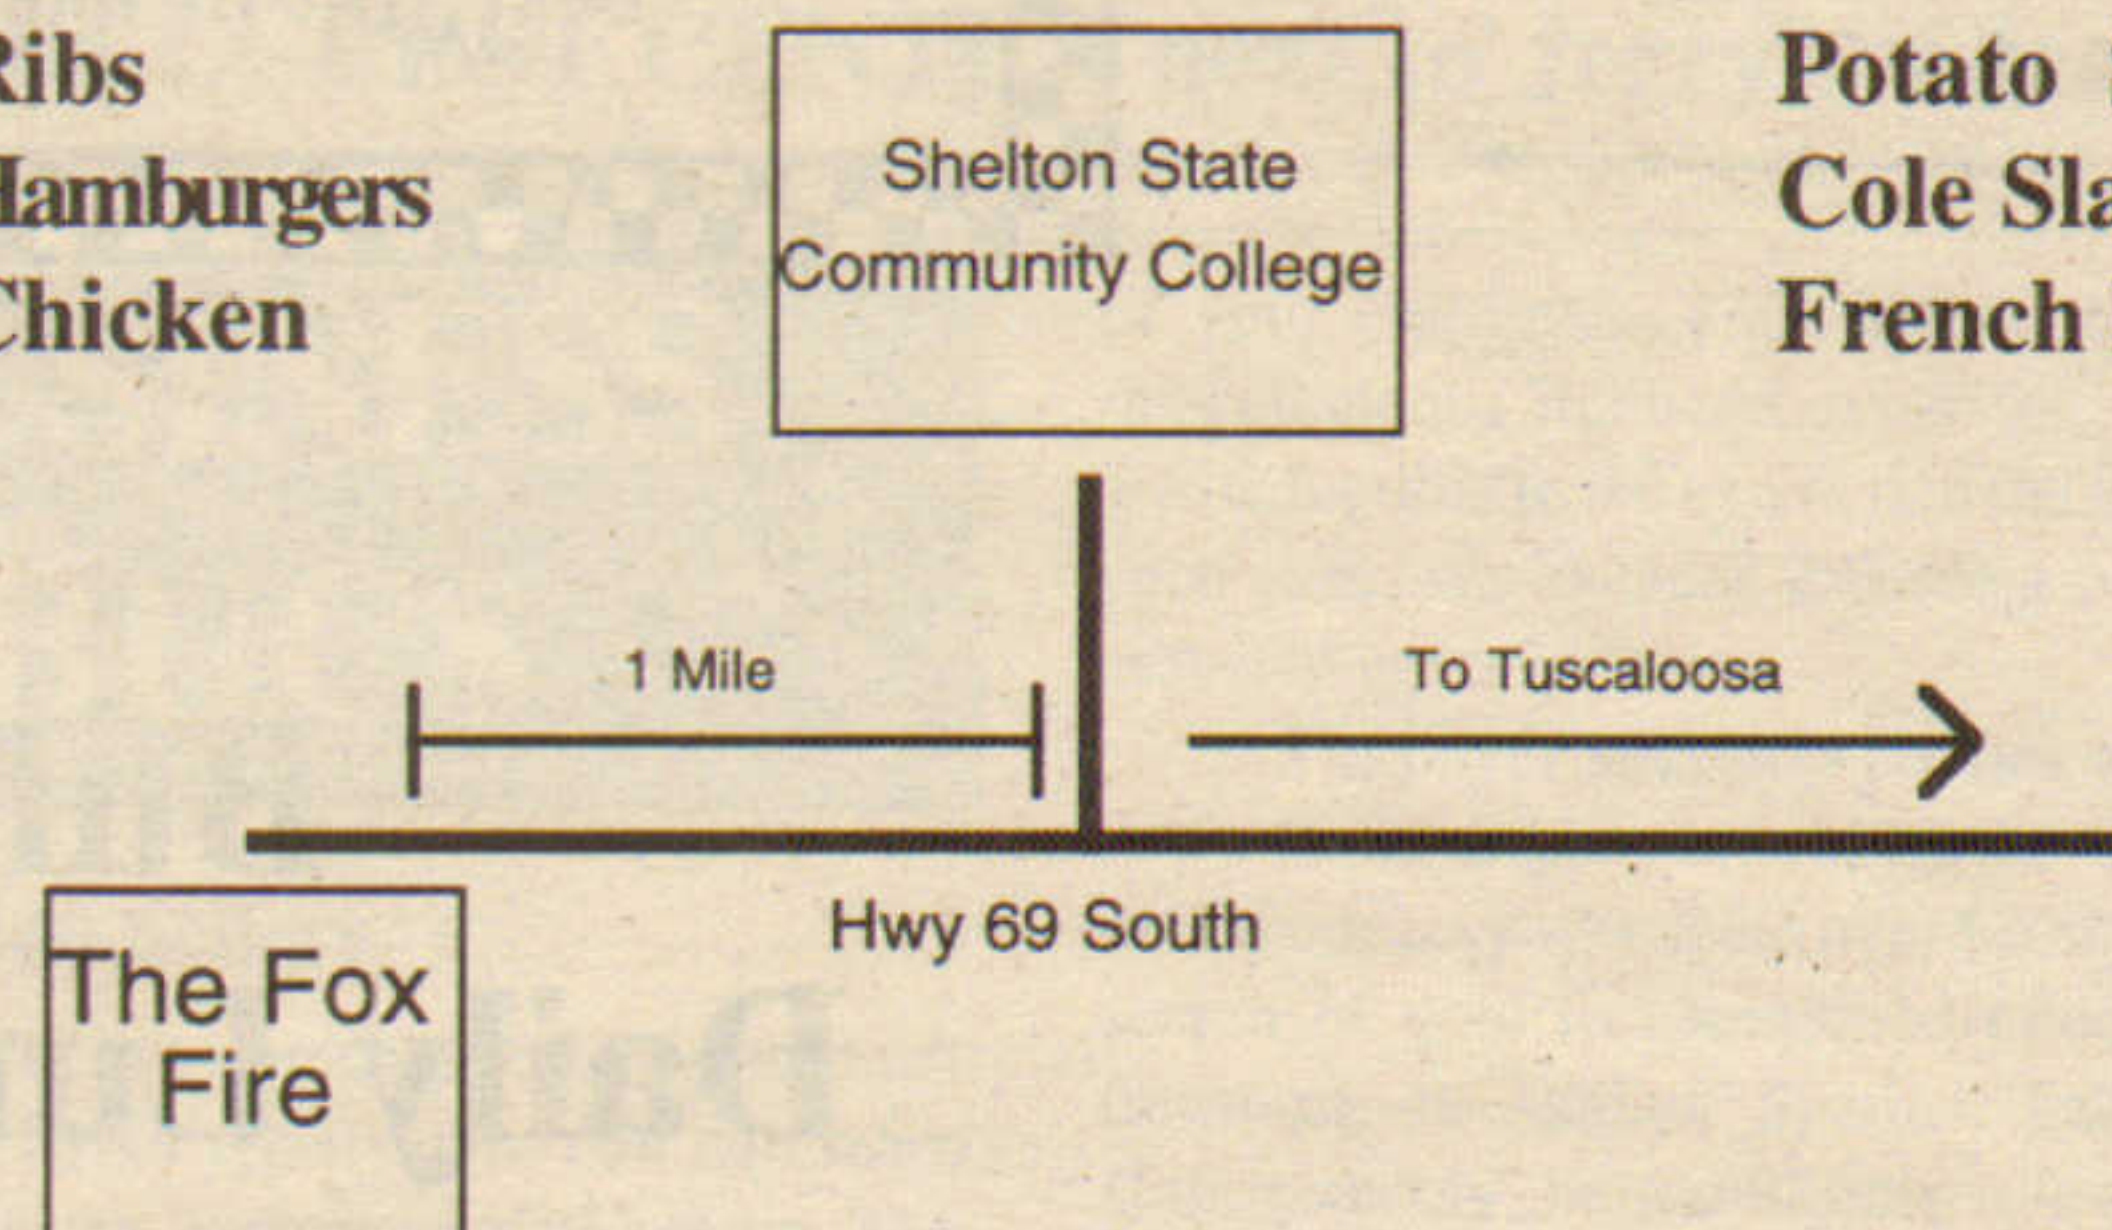 Ribs
Hamburgers
Chicken
Shelton State
Community College
Potato
Cole
French
1 Mile
To Tuscaloosa
Hwy 69 South
The Fox
Fire
Daily